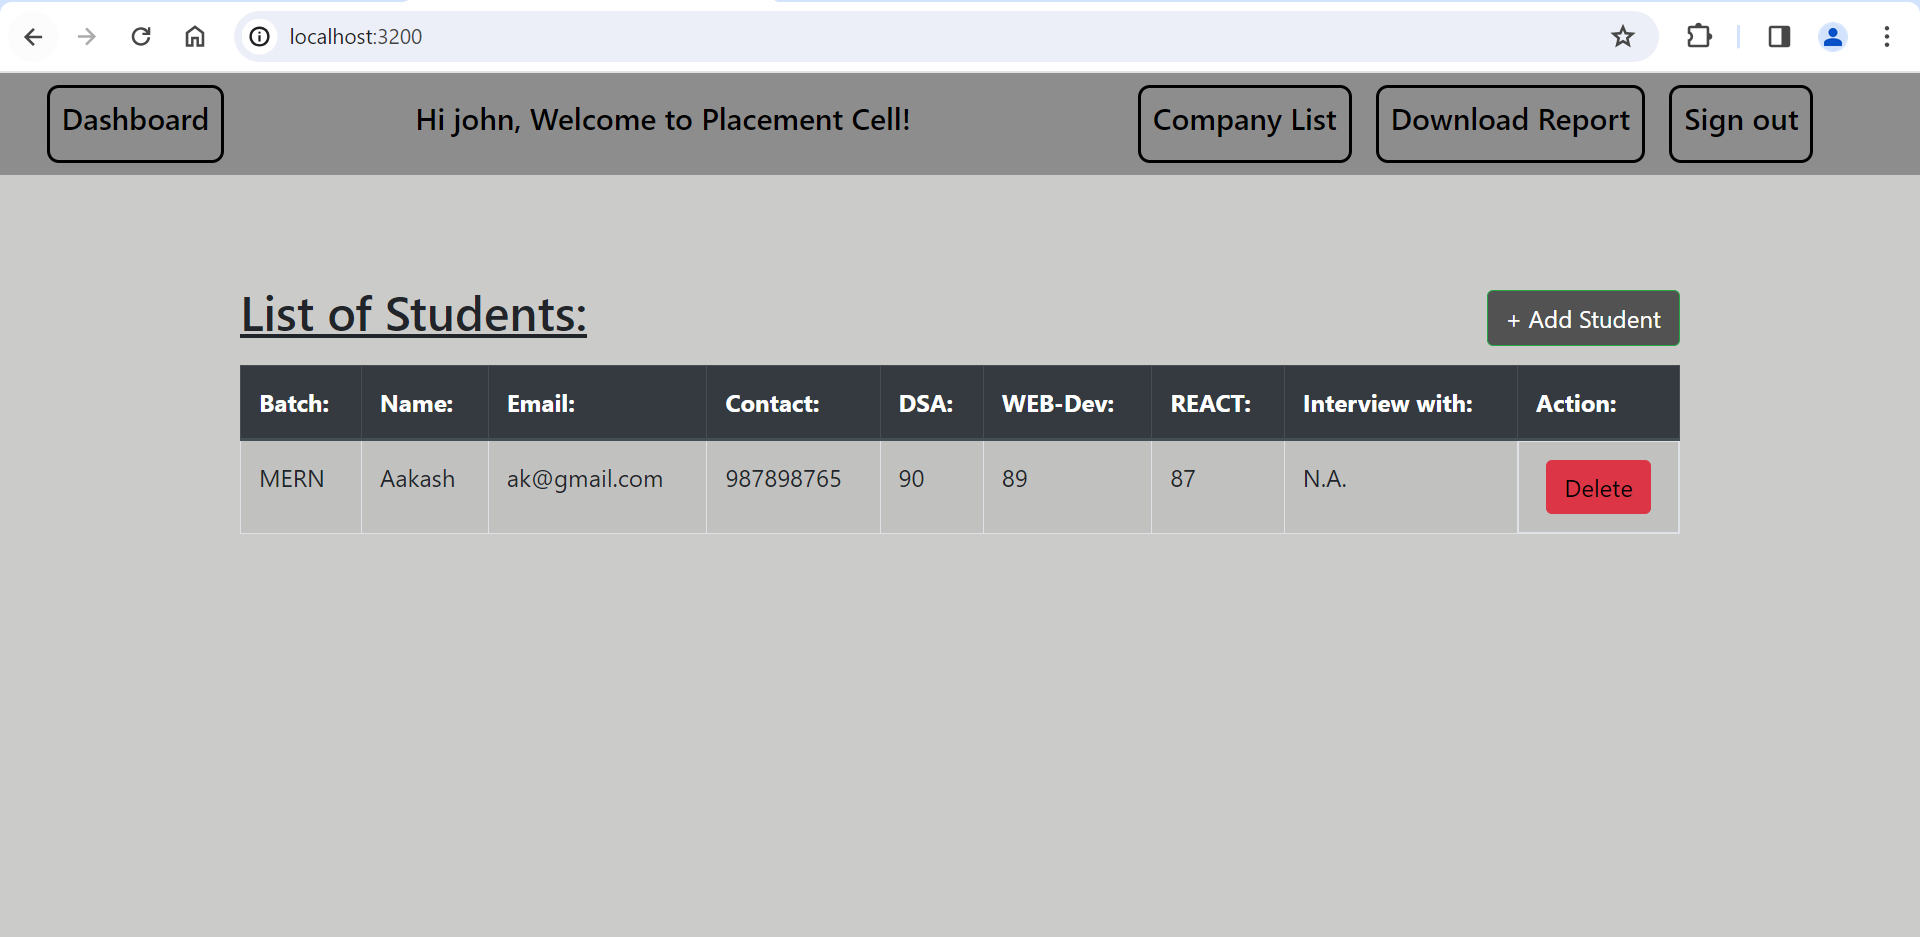 localhost:3200
Dashboard Hi john, Welcome to Placement Cell! Company List Download Report Sign out
List of Students: + Add Student
Batch: Name: Email: Contact: DSA: WEB-Dev: REACT: Interview with: Action:
MERN Aakash ak@gmail.com 987898765 90 89 87 N.A. Delete